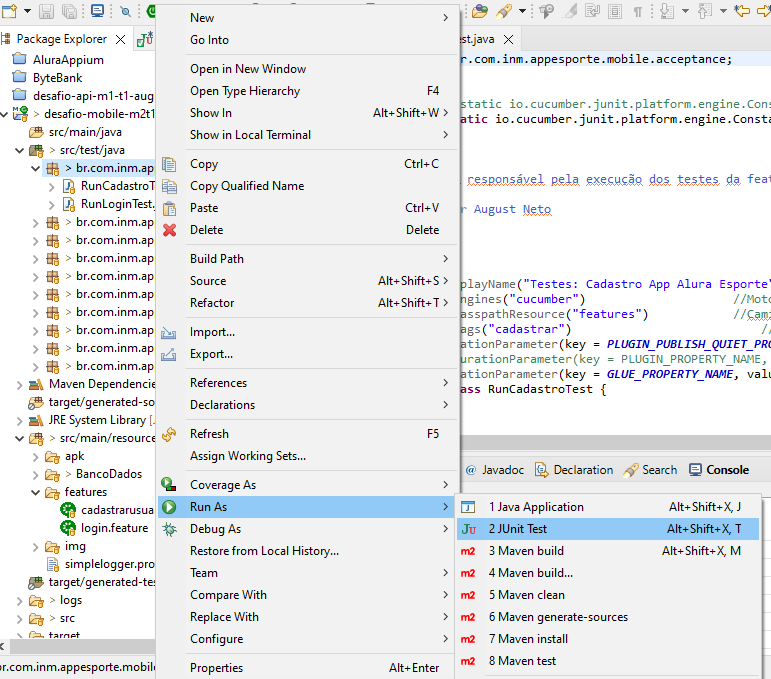 Package Explorer
AluraAppium
ByteBank
desafio-api-m1-t1-aug
> desafio-mobile-m2t1
src/main/java
> src/test/java
> br.com.inm.ap
RunCadastroT
RunLoginTest.
> br.com.inm.ap
> br.com.inm.ap
> br.com.inm.ap
> br.com.inm.ap
> br.com.inm.ap
> br.com.inm.ap
> br.com.inm.ap
> br.com.inm.ap
> br.com.inm.ap
Maven Dependencie
target/generated-so
JRE System Library [.
> src/main/resource
> apk
> BancoDados
features
cadastrarusua
login.feature
> img
simplelogger.pro
target/generated-tes
> logs
> src
target
br.com.inm.appesporte.mobile
New
Go Into
Open in New Window
Open Type Hierarchy F4
Show In Alt+Shift+W >
Show in Local Terminal
Copy Ctrl+C
Copy Qualified Name
Paste Ctrl+V
Delete Delete
Build Path
Source Alt+Shift+S >
Refactor Alt+Shift+T >
Import...
Export...
References
Declarations
Refresh F5
Assign Working Sets...
Coverage As
Run As
Debug As
Restore from Local History...
Team
Compare With
Replace With
Configure
Properties Alt+Enter
1 Java Application Alt+Shift+X, J
2 JUnit Test Alt+Shift+X, T
3 Maven build Alt+Shift+X, M
4 Maven build...
5 Maven clean
6 Maven generate-sources
7 Maven install
8 Maven test
est.java
r.com.inm.appesporte.mobile.acceptance;
static io.cucumber.junit.platform.engine.Cons
atic io.cucumber.junit.platform.engine.Consta
responsável pela execução dos testes da feat
r August Neto
playName("Testes: Cadastro App Alura Esporte"
ngines("cucumber") //Moto
asspathResource("features") //Cami
ags("cadastrar") //
ationParameter(key = PLUGIN_PUBLISH_QUIET_PRO
urationParameter(key = PLUGIN_PROPERTY_NAME,
ationParameter(key = GLUE_PROPERTY_NAME, valu
ass RunCadastroTest {
@ Javadoc Declaration Search Console